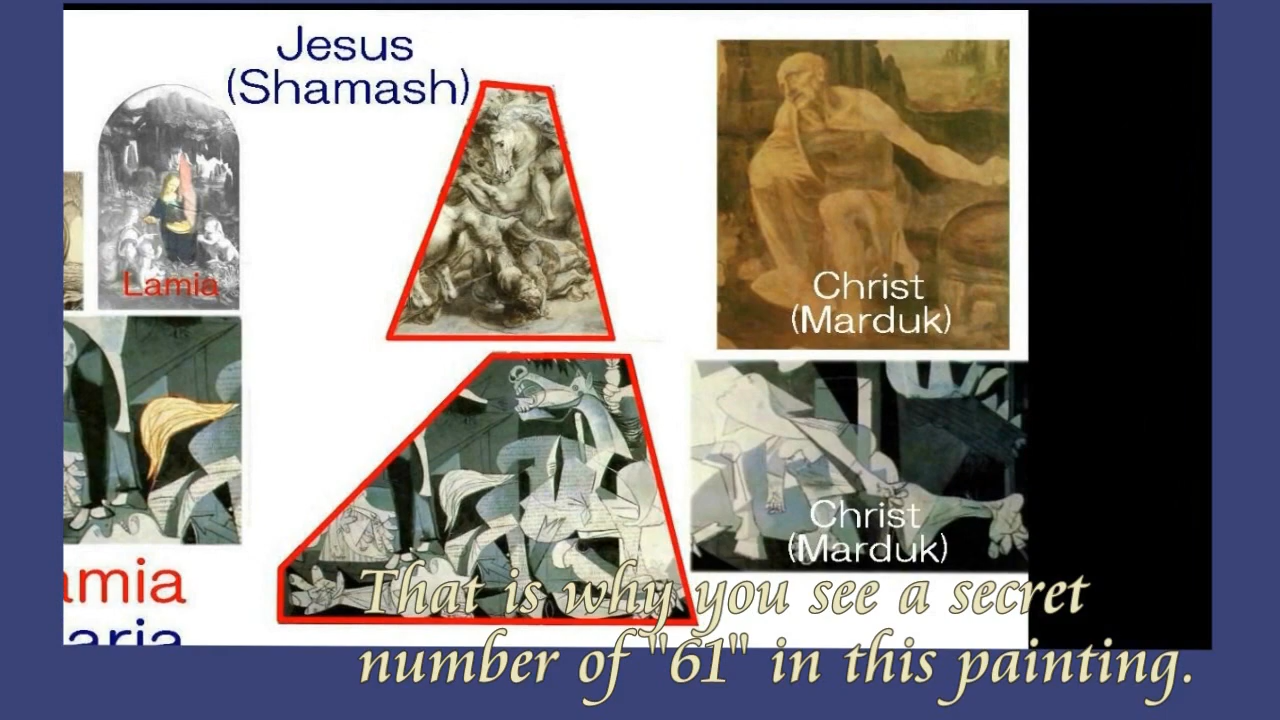 Jesus
(Shamash)
Lamia
Christ
(Marduk)
Christ
(Marduk)
amia
aria
That is why you see a secret
number of "61" in this painting.